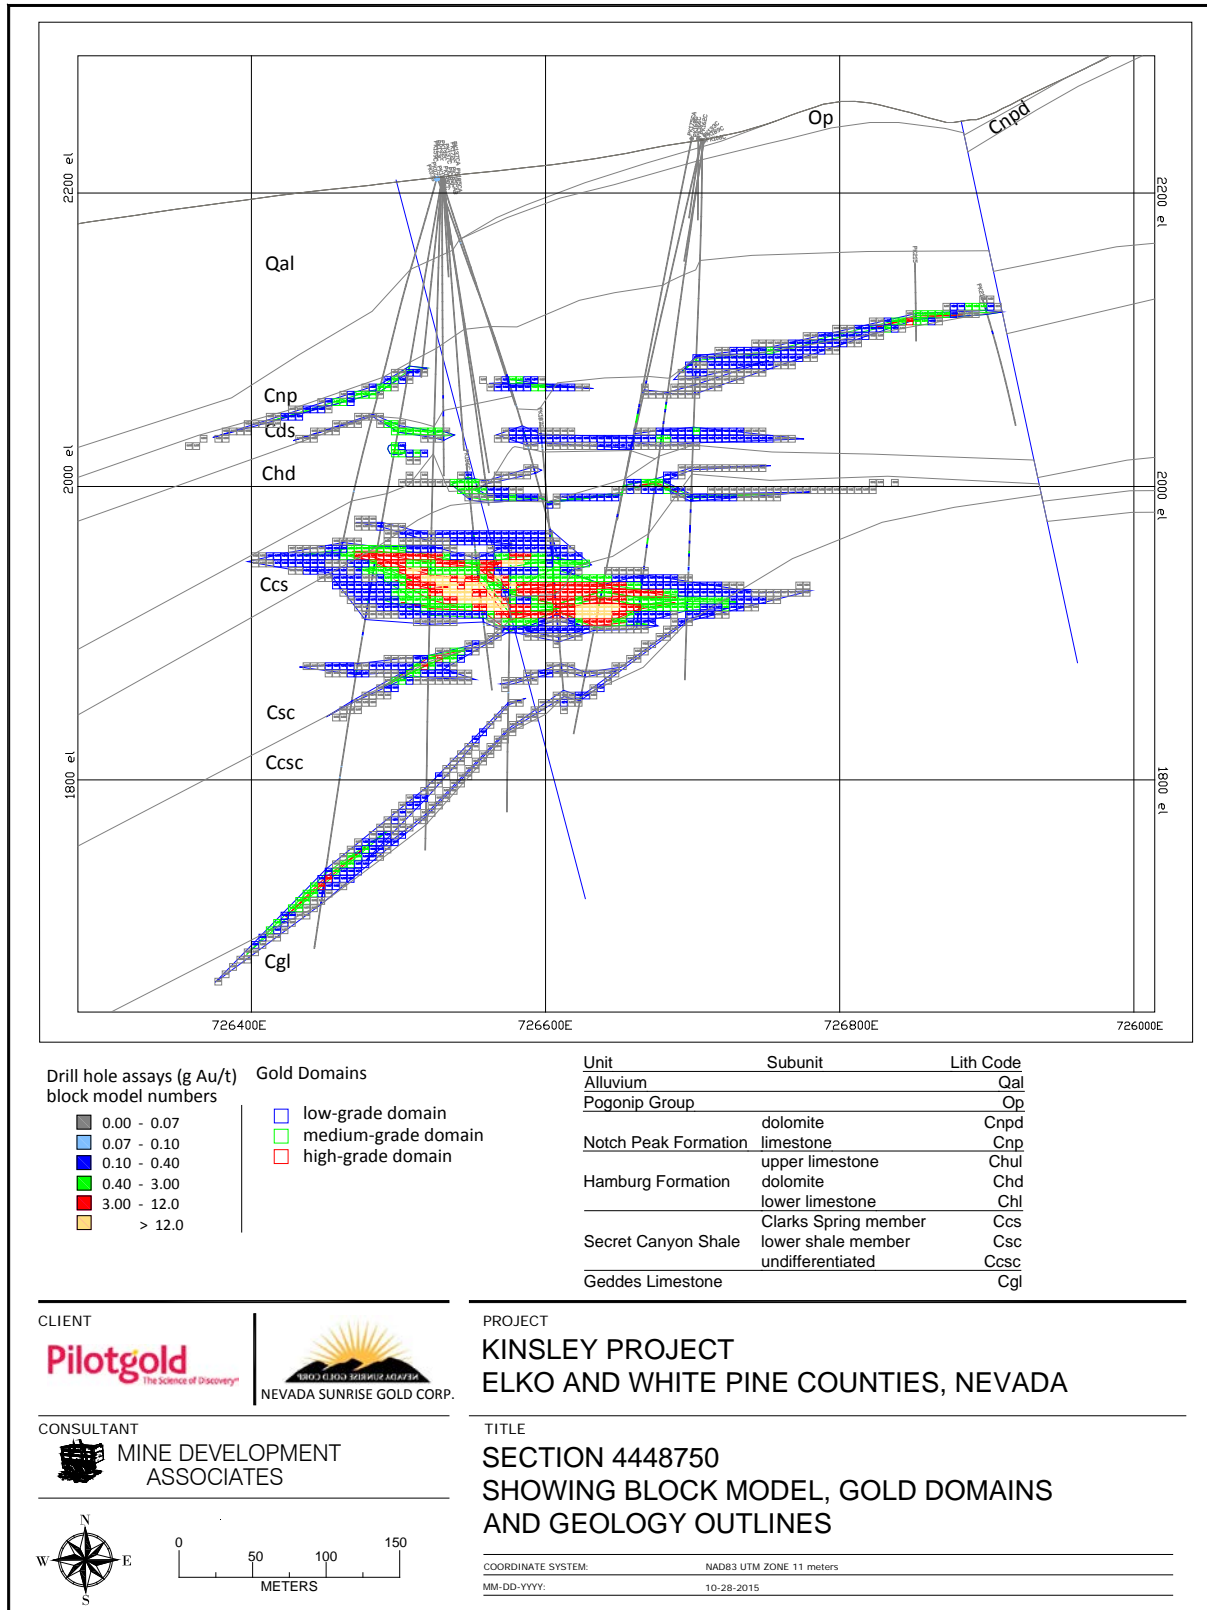 Op
Cnpd
2200 el
2200 el
Qal
Cnp
Cds
2000 el
2000 el
Chd
Ccs
Csc
Ccsc
1800 el
1800 el
Cgl
726400E
726600E
726800E
726000E
Drill hole assays (g Au/t)
block model numbers
0.00 - 0.07
0.07 - 0.10
0.10 - 0.40
0.40 - 3.00
3.00 - 12.0
> 12.0
Gold Domains
low-grade domain
medium-grade domain
high-grade domain
Unit Subunit Lith Code
Alluvium Qal
Pogonip Group Op
dolomite Cnpd
Notch Peak Formation limestone Cnp
upper limestone Chul
Hamburg Formation dolomite Chd
lower limestone Chl
Clarks Spring member Ccs
Secret Canyon Shale lower shale member Csc
undifferentiated Ccsc
Geddes Limestone Cgl
CLIENT
Pilotgold
The Science of Discovery
NEVADA SUNRISE GOLD CORP
NEVADA SUNRISE GOLD CORP.
PROJECT
KINSLEY PROJECT
ELKO AND WHITE PINE COUNTIES, NEVADA
CONSULTANT
MINE DEVELOPMENT
ASSOCIATES
TITLE
SECTION 4448750
SHOWING BLOCK MODEL, GOLD DOMAINS
AND GEOLOGY OUTLINES
N
W E
S
0 50 100 150
METERS
COORDINATE SYSTEM: NAD83 UTM ZONE 11 meters
MM-DD-YYYY: 10-28-2015